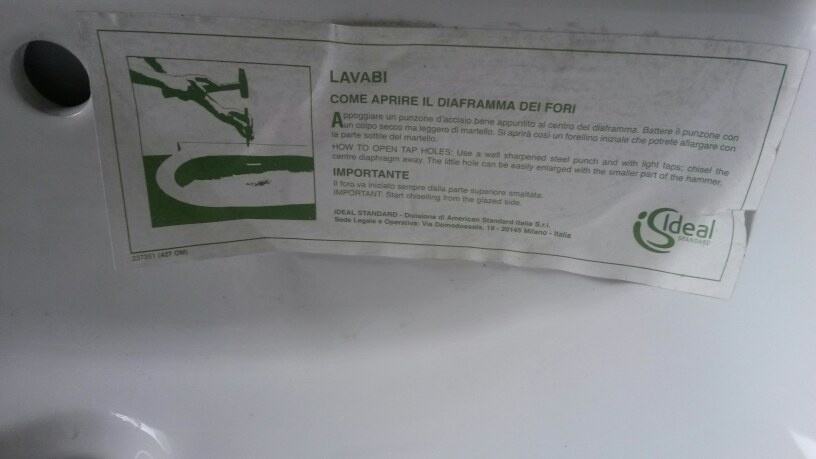 LAVABI
COME APRIRE IL DIAFRAMMA DEI FORI
Appoggiare un punzone d'acciaio bene appuntito al centro del diaframma. Battere il punzone con
un colpo secco ma leggero di martello. Si aprirà così un forellino iniziale che potrete allargare con
la parte sottile del martello.
HOW TO OPEN TAP HOLES: Use a wall sharpened steel punch and with light taps; chisel the
centre diaphragm away. The little hole can be easily enlarged with the smaller part of the hammer.
IMPORTANTE
Il foro va iniziato sempre dalla parte superiore smaltata.
IMPORTANT: Start chiselling from the glazed side.
IDEAL STANDARD - Divisione di American Standard Italia S.r.l.
Sede Legale e Operativa: Via Domodossola, 19 - 20145 Milano - Italia
Ideal
STANDARD
237351 (427 OM)